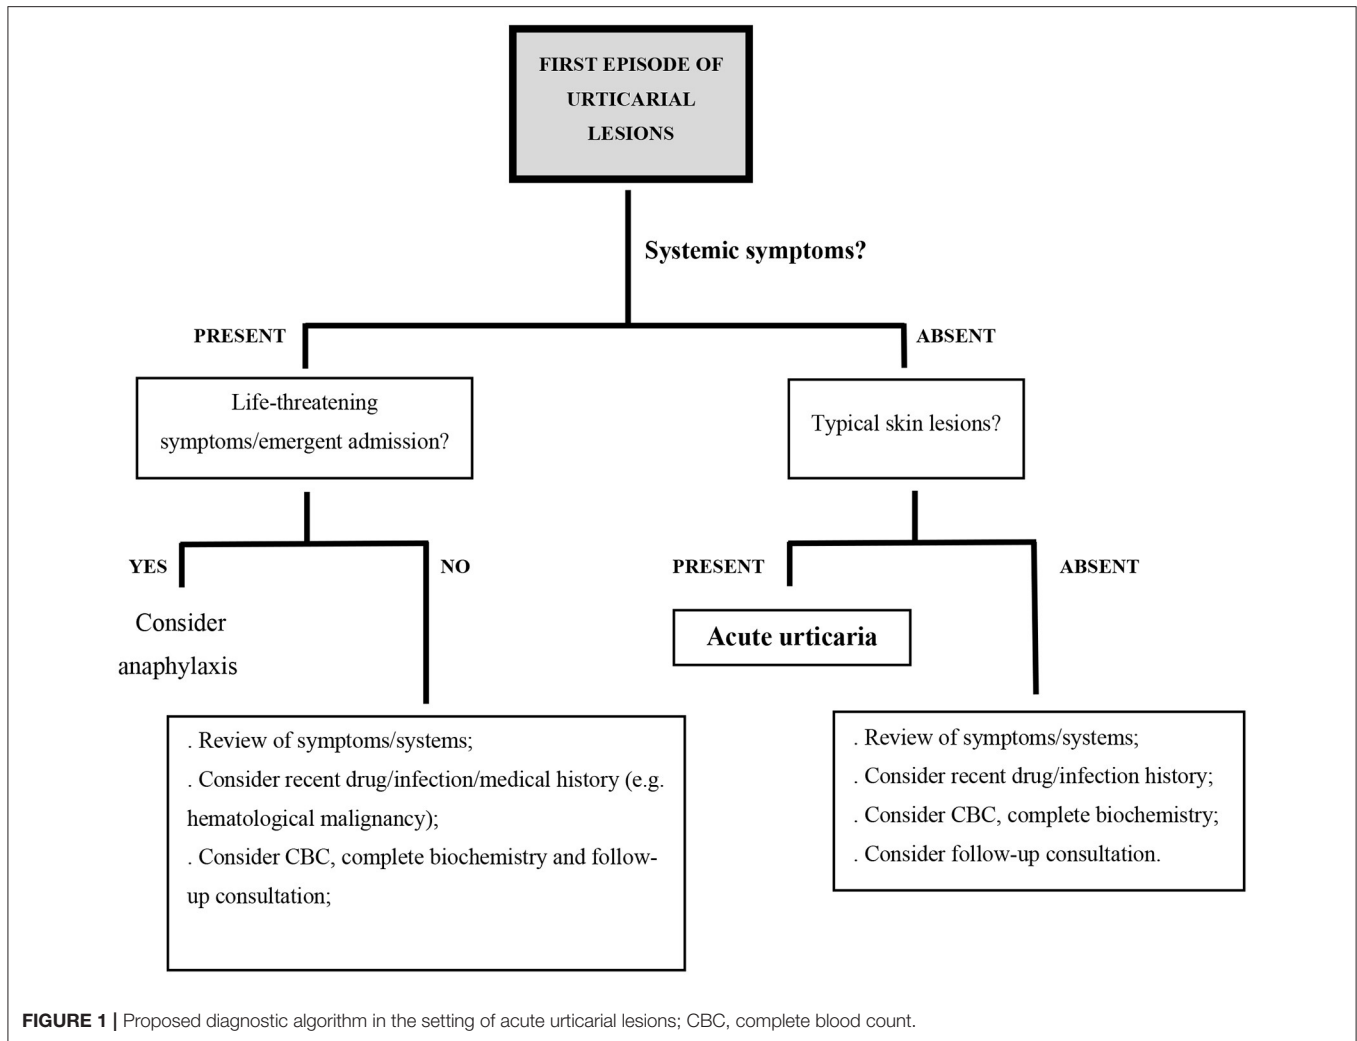 FIRST EPISODE OF
URTICARIAL
LESIONS
Systemic symptoms?
PRESENT
ABSENT
Life-threatening
symptoms/emergent admission?
Typical skin lesions?
YES
NO
PRESENT
ABSENT
Consider
anaphylaxis
Acute urticaria
. Review of symptoms/systems;
. Consider recent drug/infection/medical history (e.g.
hematological malignancy);
. Consider CBC, complete biochemistry and follow-
up consultation;
. Review of symptoms/systems;
. Consider recent drug/infection history;
. Consider CBC, complete biochemistry;
. Consider follow-up consultation.
FIGURE 1 | Proposed diagnostic algorithm in the setting of acute urticarial lesions; CBC, complete blood count.